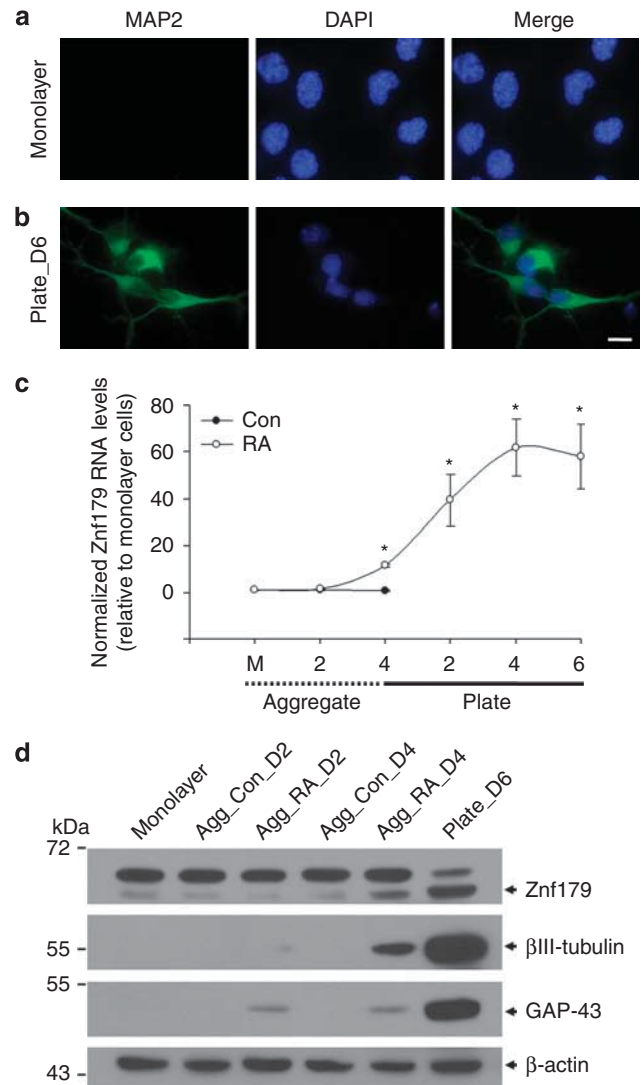 a
MAP2 DAPI Merge
Monolayer
b
Plate_D6
c
Normalized Znf179 RNA levels
(relative to monolayer cells)
80
60
40
20
0
Con
RA
*
*
*
*
M 2 4 2 4 6
Aggregate Plate
d
Monolayer Agg_Con_D2 Agg_RA_D2 Agg_Con_D4 Agg_RA_D4 Plate_D6
kDa
72
Znf179
55
βIII-tubulin
55
GAP-43
43
β-actin